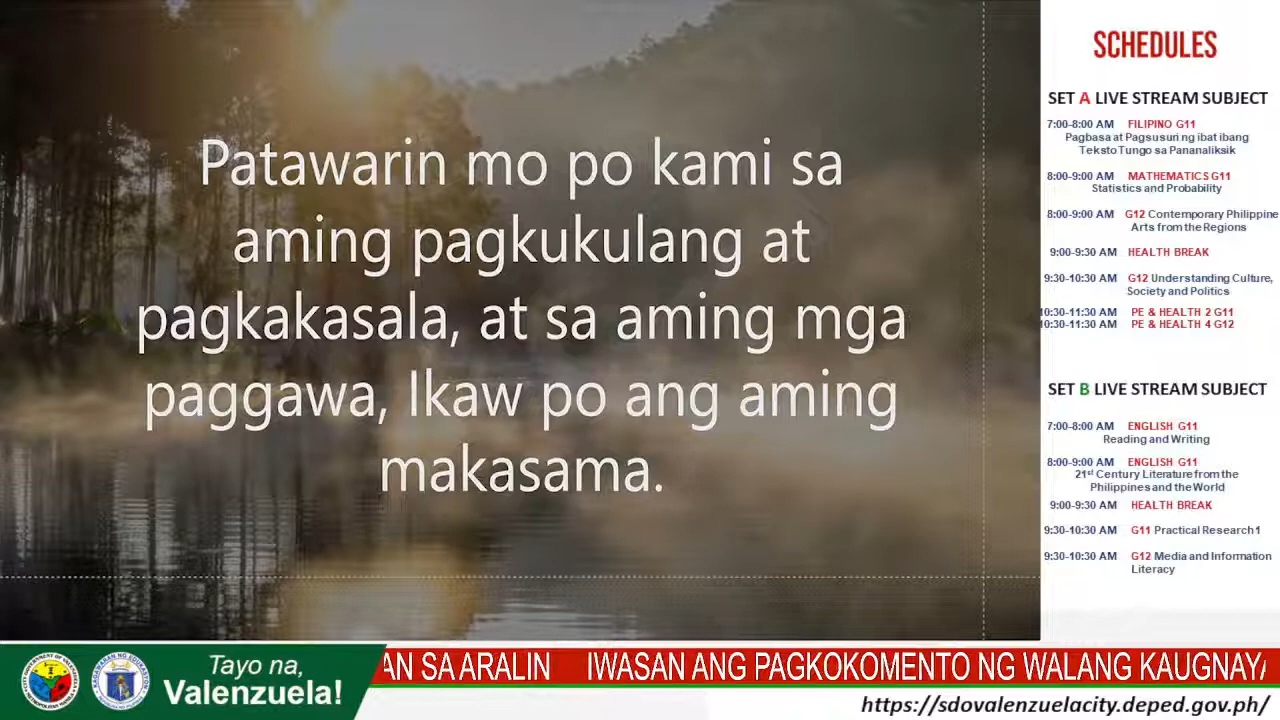 Patawarin mo po kami sa
aming pagkukulang at
pagkakasala, at sa aming mga
paggawa, Ikaw po ang aming
makasama.
SCHEDULES
SET A LIVE STREAM SUBJECT
7:00-8:00 AM FILIPINO G11
Pagbasa at Pagsusuri ng ibat ibang
Teksto Tungo sa Pananaliksik
8:00-9:00 AM MATHEMATICS G11
Statistics and Probability
8:00-9:00 AM G12 Contemporary Philippine
Arts from the Regions
9:00-9:30 AM HEALTH BREAK
9:30-10:30 AM G12 Understanding Culture,
Society and Politics
10:30-11:30 AM PE & HEALTH 2 G11
10:30-11:30 AM PE & HEALTH 4 G12
SET B LIVE STREAM SUBJECT
7:00-8:00 AM ENGLISH G11
Reading and Writing
8:00-9:00 AM ENGLISH G11
21st Century Literature from the
Philippines and the World
9:00-9:30 AM HEALTH BREAK
9:30-10:30 AM G11 Practical Research 1
9:30-10:30 AM G12 Media and Information
Literacy
Tayo na,
Valenzuela!
AN SA ARALIN IWASAN ANG PAGKOKOMENTO NG WALANG KAUGNAYA
https://sdovalenzuelacity.deped.gov.ph/